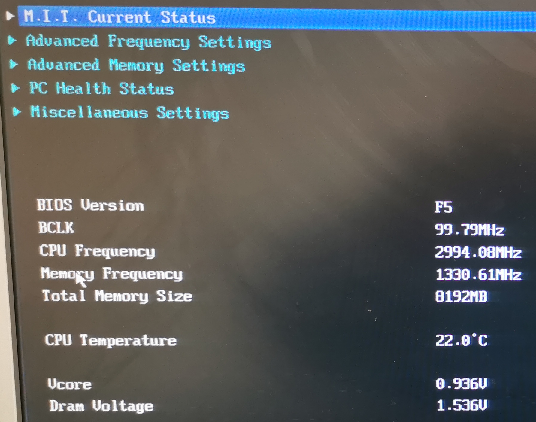 M.I.T. Current Status
Advanced Frequency Settings
Advanced Memory Settings
PC Health Status
Miscellaneous Settings
BIOS Version F5
BCLK 99.79MHz
CPU Frequency 2994.08MHz
Memory Frequency 1330.61MHz
Total Memory Size 8192MB
CPU Temperature 22.0°C
Vcore 0.936V
Dram Voltage 1.536V